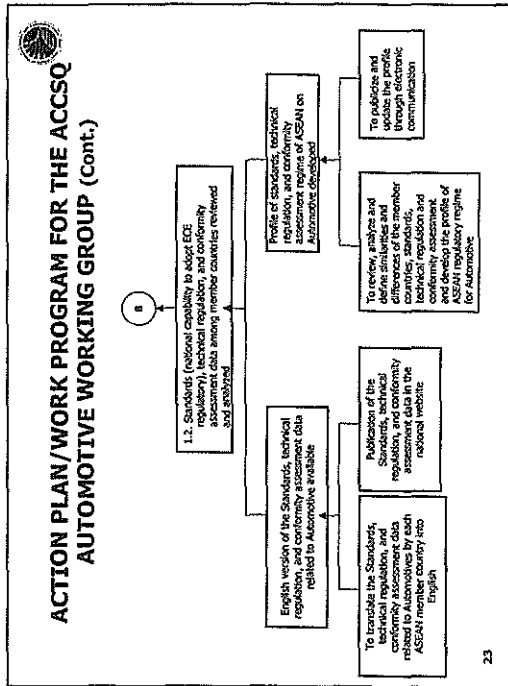 ACTION PLAN/WORK PROGRAM FOR THE ACCSQ
AUTOMOTIVE WORKING GROUP (Cont.)
B
1.2. Standards (national capability to adopt ECE
regulatory), technical regulation, and conformity
assessment data among member countries reviewed
and analyzed
English version of the Standards, technical
regulation, and conformity assessment data
related to Automotive available
Profile of standards, technical
regulation, and conformity
assessment regime of ASEAN on
Automotive developed
To translate the Standards,
technical regulation, and
conformity assessment data
related to Automotives by each
ASEAN member country into
English
Publication of the
Standards, technical
regulation, and conformity
assessment data in the
national website
To review, analyze and
define similarities and
differences of the member
countries, standards,
technical regulation and
conformity assessment
and develop the profile of
ASEAN regulatory regime
for Automotive
To publicize and
update the profile
through electronic
communication
23